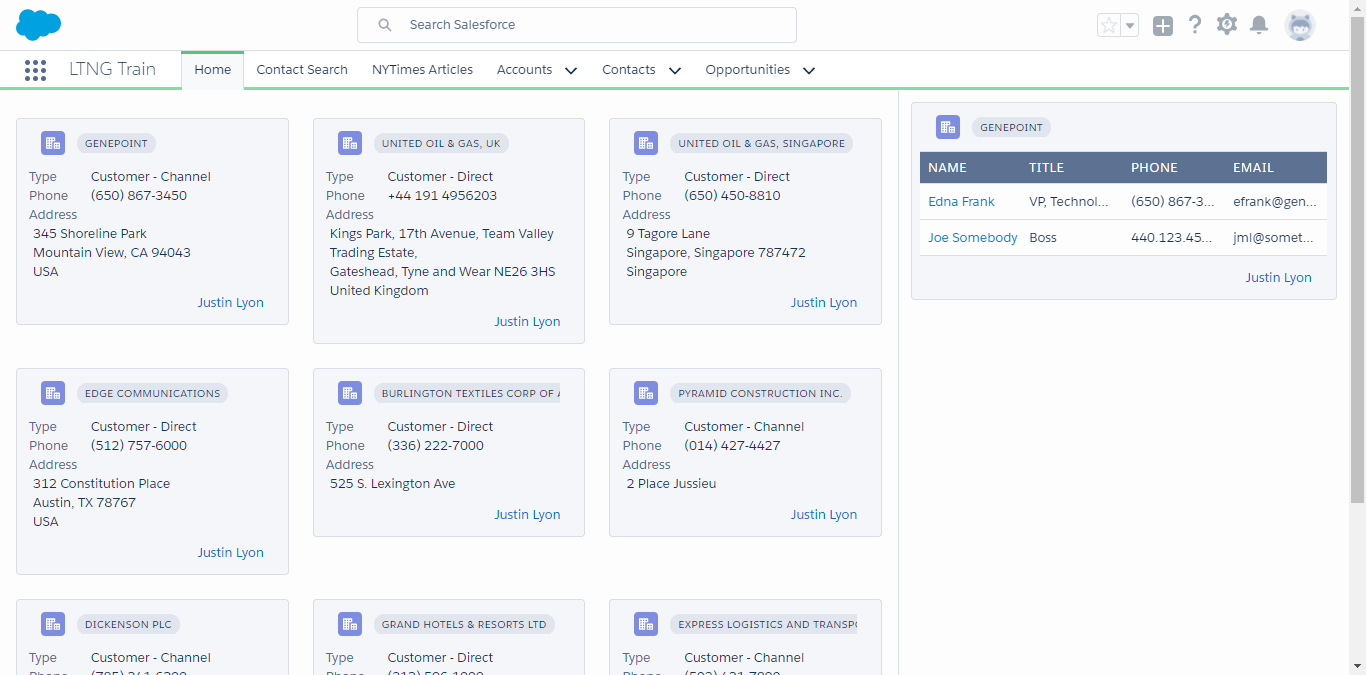 Search Salesforce
LTNG Train
Home
Contact Search
NYTimes Articles
Accounts
Contacts
Opportunities
GENEPOINT
Type Customer - Channel
Phone (650) 867-3450
Address
345 Shoreline Park
Mountain View, CA 94043
USA
Justin Lyon
UNITED OIL & GAS, UK
Type Customer - Direct
Phone +44 191 4956203
Address
Kings Park, 17th Avenue, Team Valley
Trading Estate,
Gateshead, Tyne and Wear NE26 3HS
United Kingdom
Justin Lyon
UNITED OIL & GAS, SINGAPORE
Type Customer - Direct
Phone (650) 450-8810
Address
9 Tagore Lane
Singapore, Singapore 787472
Singapore
Justin Lyon
EDGE COMMUNICATIONS
Type Customer - Direct
Phone (512) 757-6000
Address
312 Constitution Place
Austin, TX 78767
USA
Justin Lyon
BURLINGTON TEXTILES CORP OF
Type Customer - Direct
Phone (336) 222-7000
Address
525 S. Lexington Ave
Justin Lyon
PYRAMID CONSTRUCTION INC.
Type Customer - Channel
Phone (014) 427-4427
Address
2 Place Jussieu
Justin Lyon
DICKENSON PLC
Type Customer - Channel
GRAND HOTELS & RESORTS LTD
Type Customer - Direct
EXPRESS LOGISTICS AND
Type Customer - Channel
GENEPOINT
NAME TITLE PHONE EMAIL
Edna Frank VP, Technol... (650) 867-3... efrank@gen...
Joe Somebody Boss 440.123.45... jml@somet...
Justin Lyon